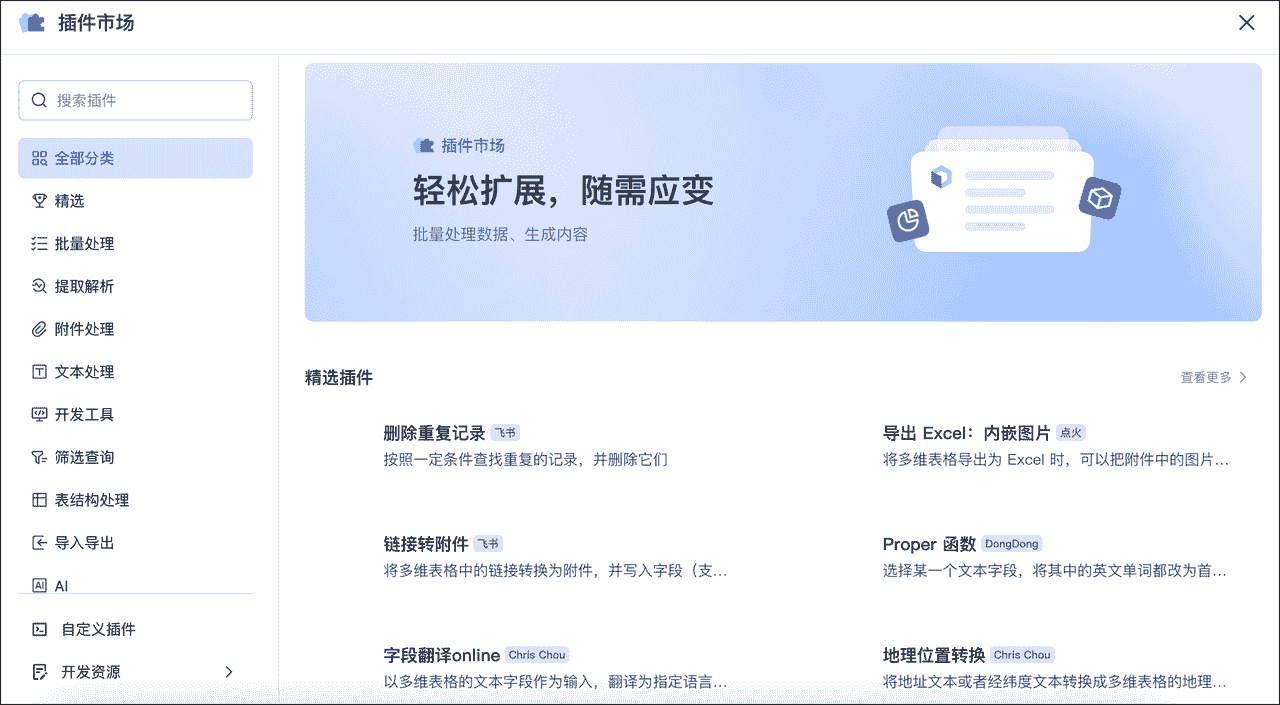 插件市场
搜索插件
全部分类
精选
批量处理
提取解析
附件处理
文本处理
开发工具
筛选查询
表结构处理
导入导出
AI AI
自定义插件
开发资源
插件市场
轻松扩展，随需应变
批量处理数据、生成内容
精选插件
查看更多
删除重复记录 飞书
按照一定条件查找重复的记录，并删除它们
导出 Excel：内嵌图片 点火
将多维表格导出为 Excel 时，可以把附件中的图片...
链接转附件 飞书
将多维表格中的链接转换为附件，并写入字段（支...
Proper 函数 DongDong
选择某一个文本字段，将其中的英文单词都改为首...
字段翻译online Chris Chou
以多维表格的文本字段作为输入，翻译为指定语言...
地理位置转换 Chris Chou
将地址文本或者经纬度文本转换成多维表格的地理...